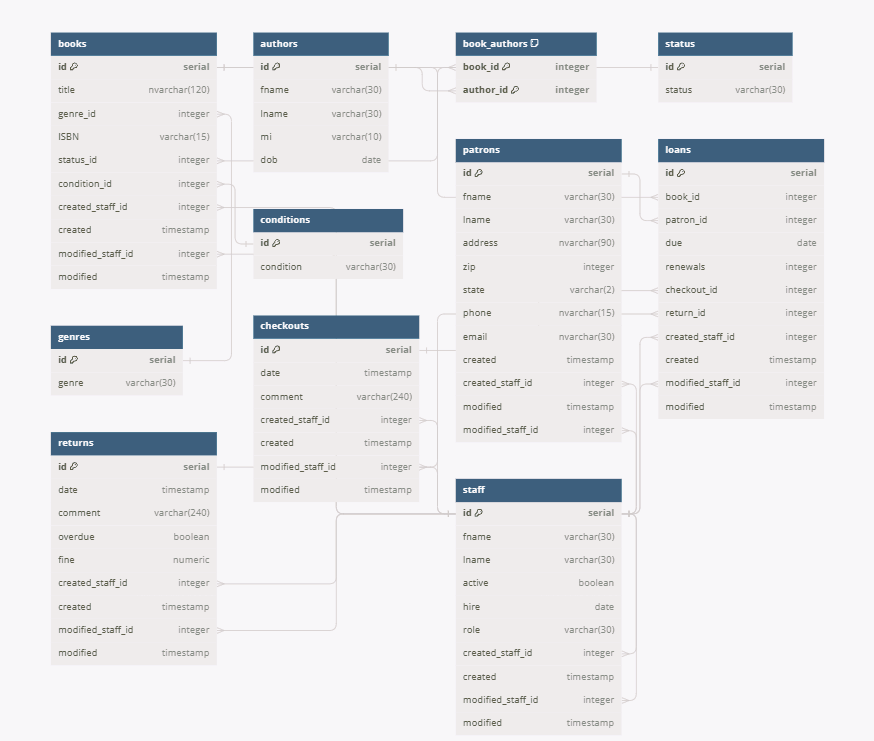 books
id serial
title nvarchar(120)
genre_id integer
ISBN varchar(15)
status_id integer
condition_id integer
created_staff_id integer
created timestamp
modified_staff_id integer
modified timestamp
authors
id serial
fname varchar(30)
lname varchar(30)
mi varchar(10)
dob date
book_authors
book_id integer
author_id integer
status
id serial
status varchar(30)
patrons
id serial
fname varchar(30)
lname varchar(30)
address nvarchar(90)
zip integer
state varchar(2)
phone nvarchar(15)
email nvarchar(30)
created timestamp
created_staff_id integer
modified timestamp
modified_staff_id integer
loans
id serial
book_id integer
patron_id integer
due date
renewals integer
checkout_id integer
return_id integer
created_staff_id integer
created timestamp
modified_staff_id integer
modified timestamp
conditions
id serial
condition varchar(30)
genres
id serial
genre varchar(30)
checkouts
id serial
date timestamp
comment varchar(240)
created_staff_id integer
created timestamp
modified_staff_id integer
modified timestamp
returns
id serial
date timestamp
comment varchar(240)
overdue boolean
fine numeric
created_staff_id integer
created timestamp
modified_staff_id integer
modified timestamp
staff
id serial
fname varchar(30)
lname varchar(30)
active boolean
hire date
role varchar(30)
created_staff_id integer
created timestamp
modified_staff_id integer
modified timestamp